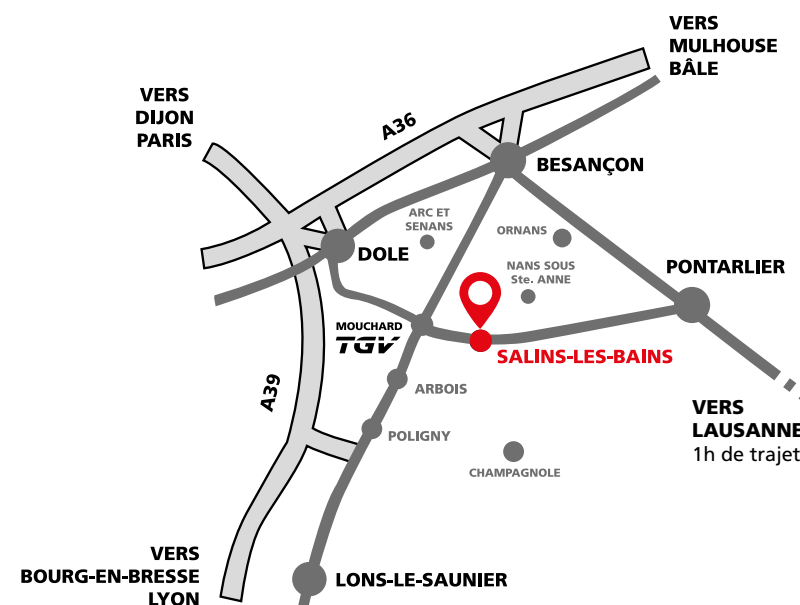 VERS
MULHOUSE
BÂLE
VERS
DIJON
PARIS
A36
BESANÇON
ARC ET
SENANS
ORNANS
DOLE
NANS SOUS
Ste. ANNE
PONTARLIER
MOUCHARD
TGV
SALINS-LES-BAINS
A39
ARBOIS
VERS
LAUSANNE
1h de trajet
POLIGNY
CHAMPAGNOLE
VERS
BOURG-EN-BRESSE
LYON
LONS-LE-SAUNIER